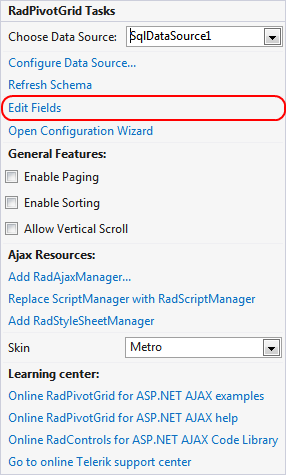 RadPivotGrid Tasks
Choose Data Source: SqlDataSource1
Configure Data Source...
Refresh Schema
Edit Fields
Open Configuration Wizard
General Features:
Enable Paging
Enable Sorting
Allow Vertical Scroll
Ajax Resources:
Add RadAjaxManager...
Replace ScriptManager with RadScriptManager
Add RadStyleSheetManager
Skin Metro
Learning center:
Online RadPivotGrid for ASP.NET AJAX examples
Online RadPivotGrid for ASP.NET AJAX help
Online RadControls for ASP.NET AJAX Code Library
Go to online Telerik support center